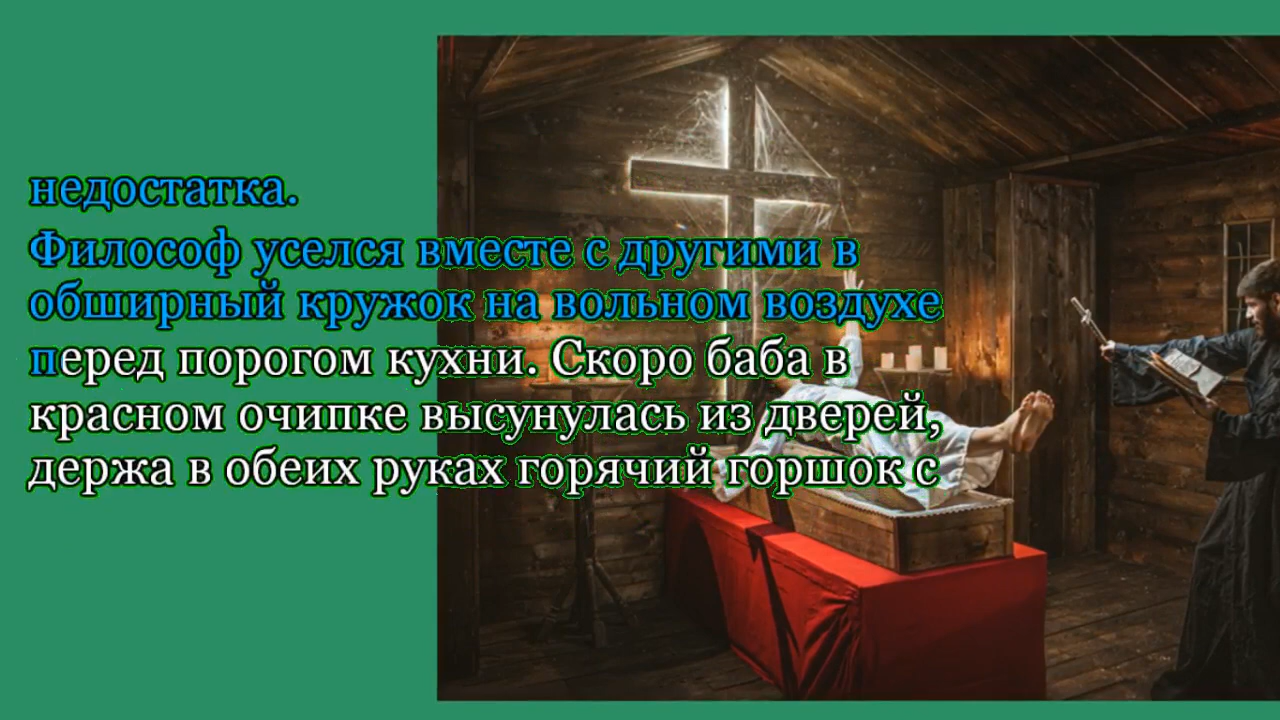 недостатка.
Философ уселся вместе с другими в
обширный кружок на вольном воздухе
перед порогом кухни. Скоро баба в
красном очипке высунулась из дверей,
держа в обеих руках горячий горшок с